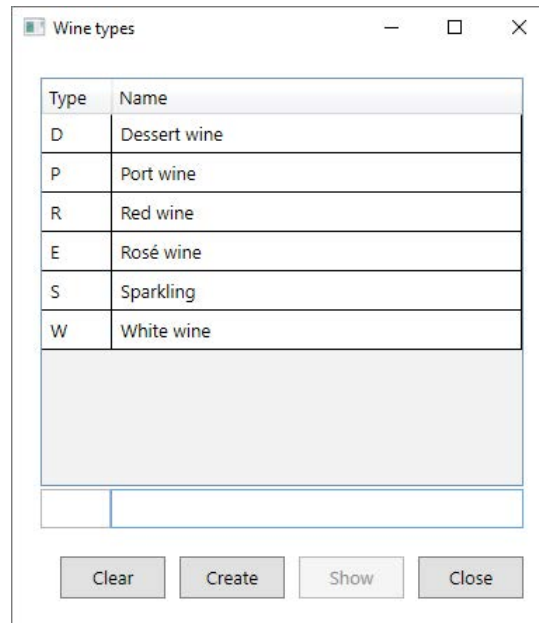 Wine types
Type Name
D Dessert wine
P Port wine
R Red wine
E Rosé wine
S Sparkling
W White wine
Clear Create Show Close